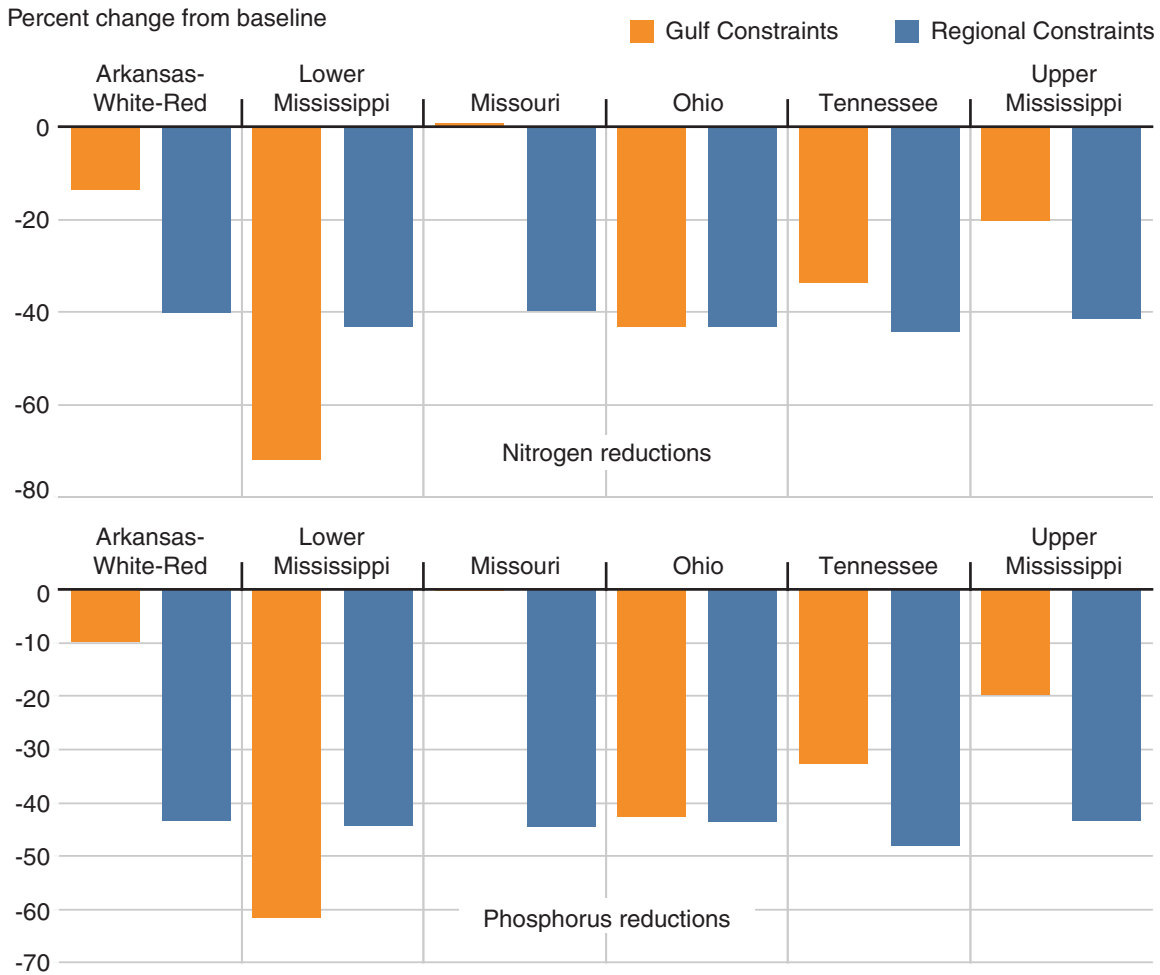 Percent change from baseline
Gulf Constraints
Regional Constraints
Arkansas-
White-Red
Lower
Mississippi
Missouri
Ohio
Tennessee
Upper
Mississippi
0
-20
-40
-60
-80
Nitrogen reductions
Arkansas-
White-Red
Lower
Mississippi
Missouri
Ohio
Tennessee
Upper
Mississippi
0
-10
-20
-30
-40
-50
-60
-70
Phosphorus reductions